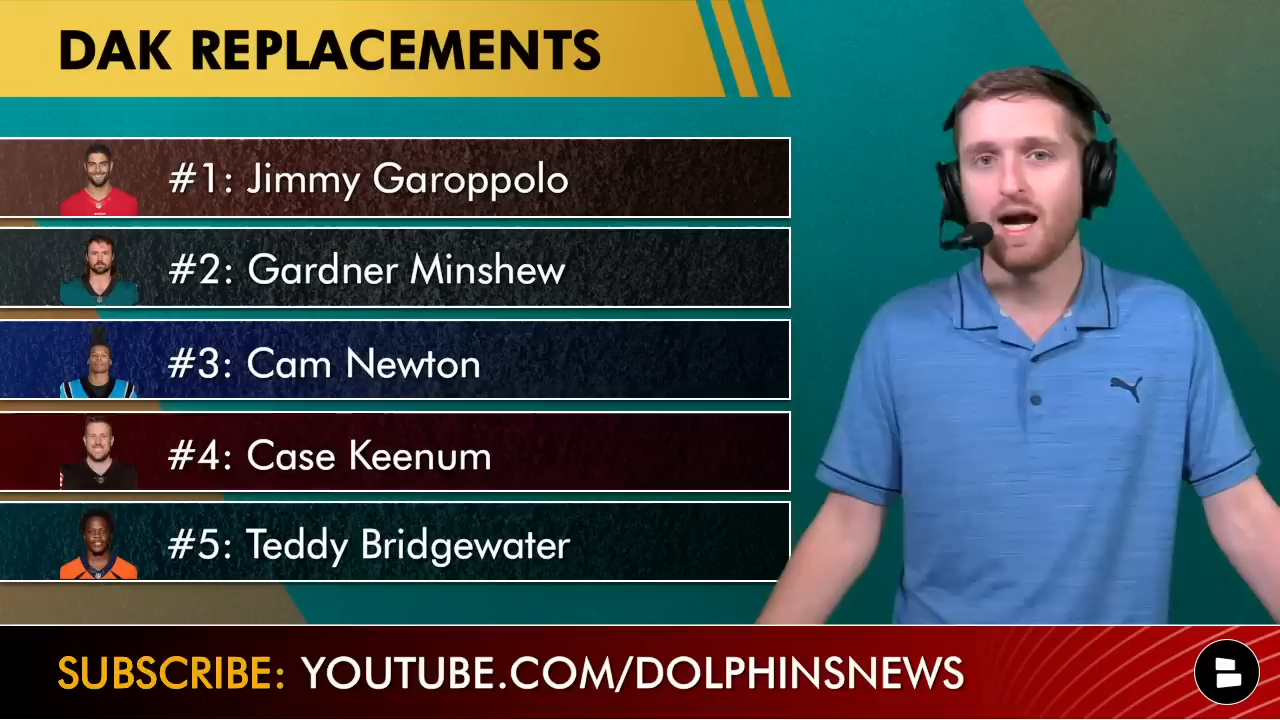 DAK REPLACEMENTS
#1: Jimmy Garoppolo
#2: Gardner Minshew
#3: Cam Newton
#4: Case Keenum
#5: Teddy Bridgewater
SUBSCRIBE: YOUTUBE.COM/DOLPHINSNEWS